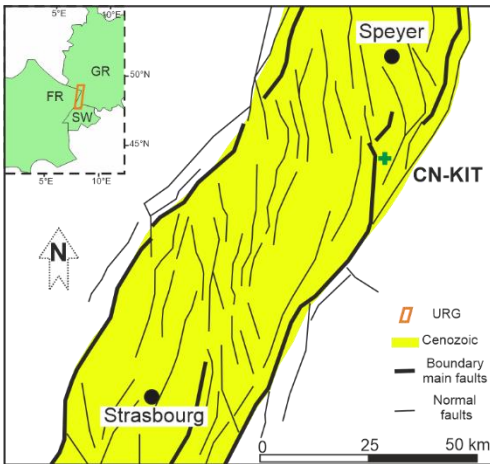 5°E
10°E
GR
50°N
FR
SW
45°N
5°E
10°E
Speyer
CN-KIT
N
URG
Cenozoic
Boundary
main faults
Normal
faults
Strasbourg
0
25
50 km